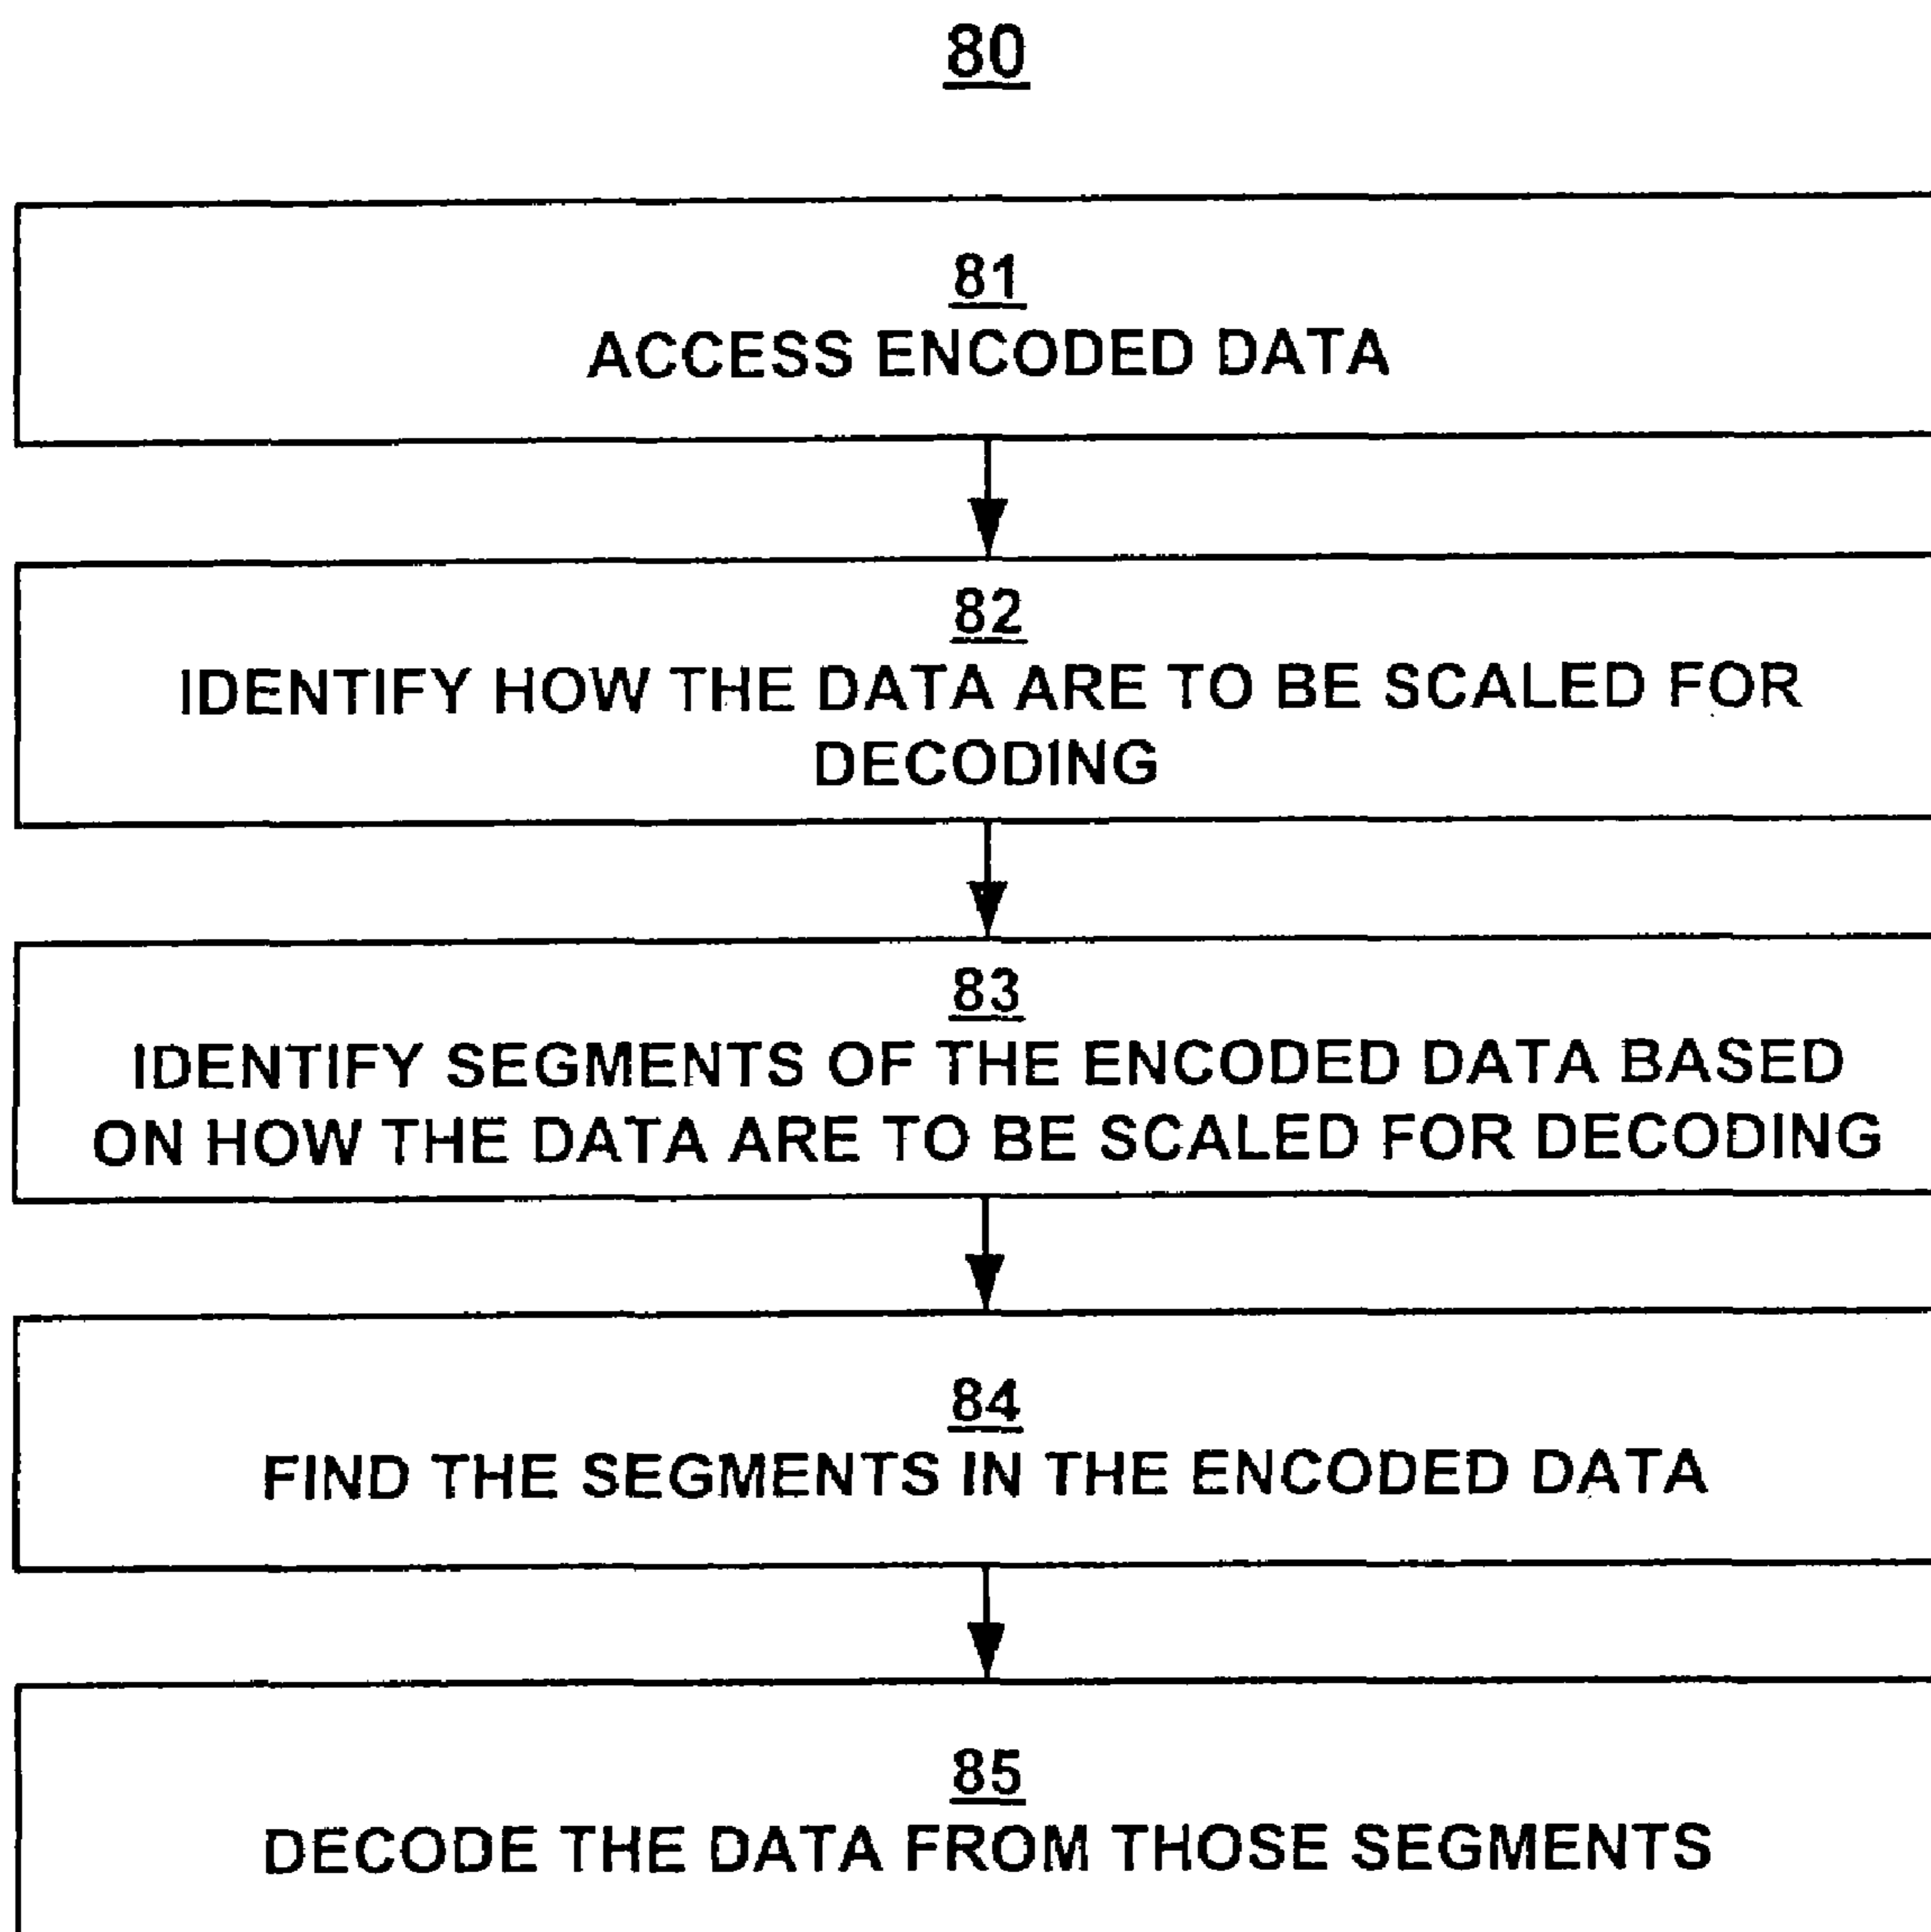 80
81
ACCESS ENCODED DATA
82
IDENTIFY HOW THE DATA ARE TO BE SCALED FOR
DECODING
83
IDENTIFY SEGMENTS OF THE ENCODED DATA BASED
ON HOW THE DATA ARE TO BE SCALED FOR DECODING
84
FIND THE SEGMENTS IN THE ENCODED DATA
85
DECODE THE DATA FROM THOSE SEGMENTS